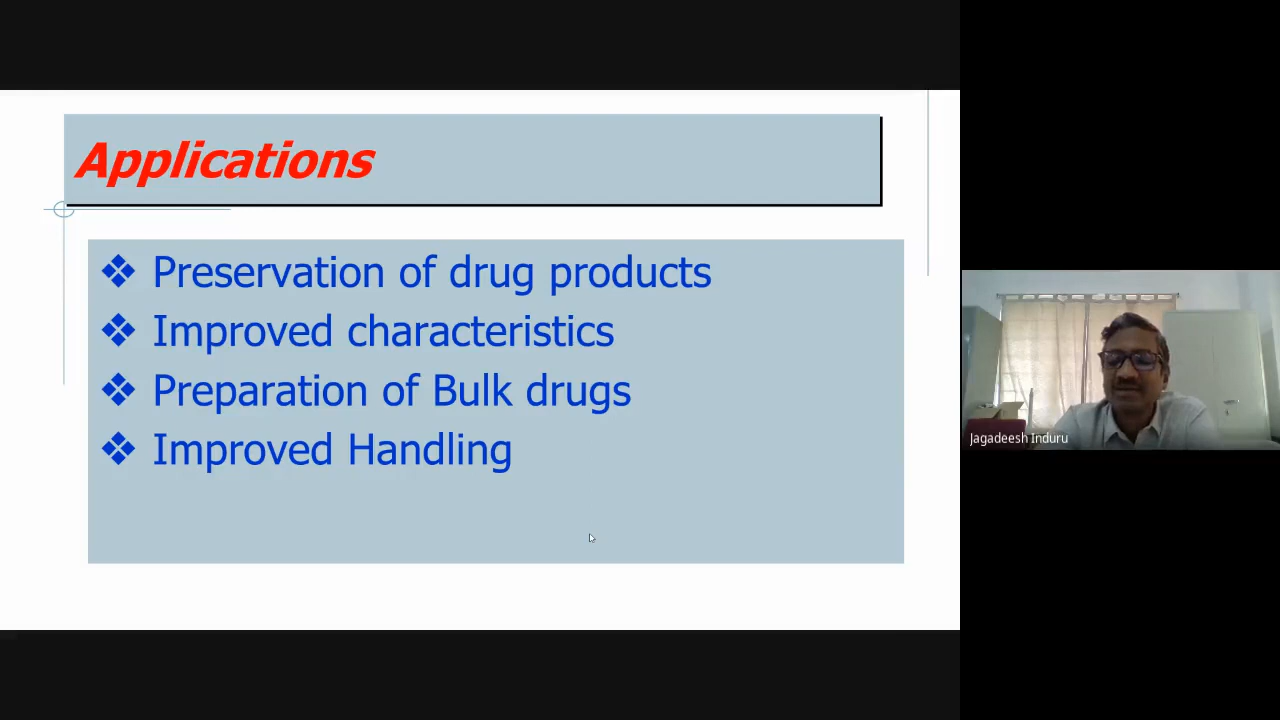 Applications
Preservation of drug products
Improved characteristics
Preparation of Bulk drugs
Improved Handling
Jagadeesh Induru